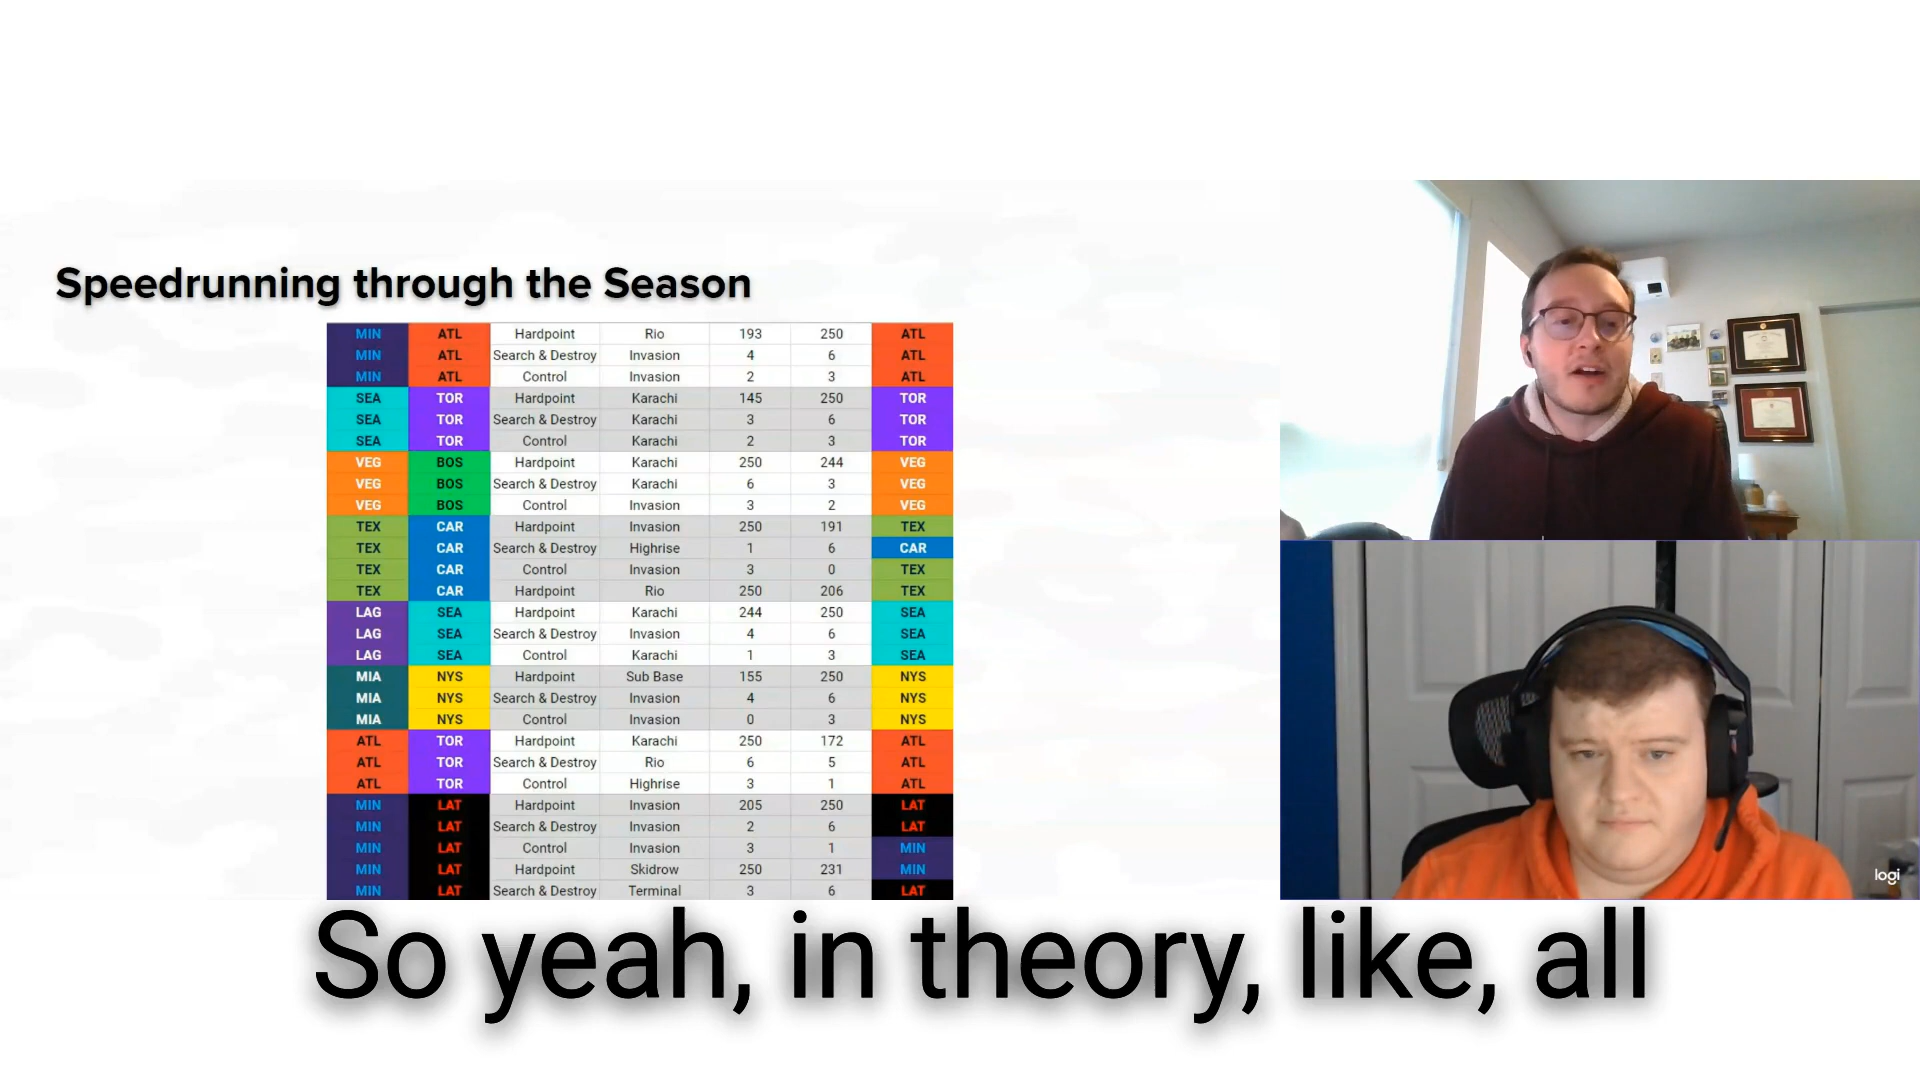 Speedrunning through the Season
MIN ATL Hardpoint Rio 193 250 ATL
MIN ATL Search & Destroy Invasion 4 6 ATL
MIN ATL Control Invasion 2 3 ATL
SEA TOR Hardpoint Karachi 145 250 TOR
SEA TOR Search & Destroy Karachi 3 6 TOR
SEA TOR Control Karachi 2 3 TOR
VEG BOS Hardpoint Karachi 250 244 VEG
VEG BOS Search & Destroy Karachi 6 3 VEG
VEG BOS Control Invasion 3 2 VEG
TEX CAR Hardpoint Invasion 250 191 TEX
TEX CAR Search & Destroy Highrise 1 6 CAR
TEX CAR Control Invasion 3 0 TEX
TEX CAR Hardpoint Rio 250 206 TEX
LAG SEA Hardpoint Karachi 244 250 SEA
LAG SEA Search & Destroy Invasion 4 6 SEA
LAG SEA Control Karachi 1 3 SEA
MIA NYS Hardpoint Sub Base 155 250 NYS
MIA NYS Search & Destroy Invasion 4 6 NYS
MIA NYS Control Invasion 0 3 NYS
ATL TOR Hardpoint Karachi 250 172 ATL
ATL TOR Search & Destroy Rio 6 5 ATL
ATL TOR Control Highrise 3 1 ATL
MIN LAT Hardpoint Invasion 205 250 LAT
MIN LAT Search & Destroy Invasion 2 6 LAT
MIN LAT Control Invasion 3 1 MIN
MIN LAT Hardpoint Skidrow 250 231 MIN
MIN LAT Search & Destroy Terminal 3 6 LAT
logi
So yeah, in theory, like, all